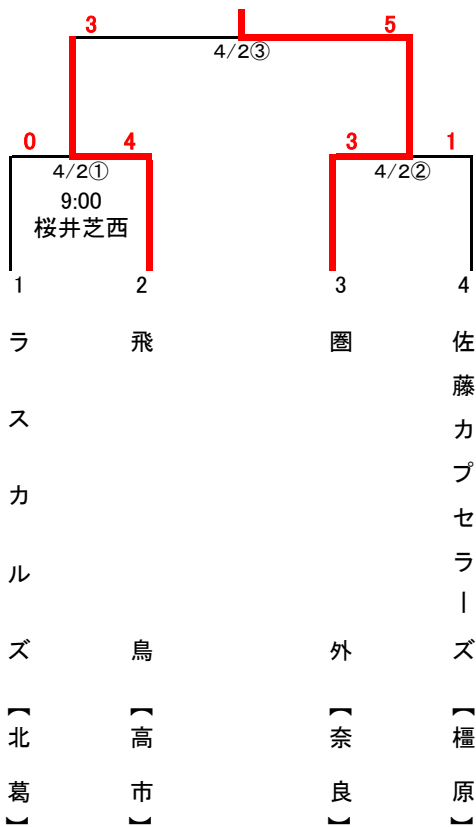 3 5
4/2③
0 4 3 1
4/2① 4/2②
9:00
桜井芝西
1 2 3 4
ラスカルズ【北葛】
飛鳥【高市】
圏外【奈良】
佐藤カプセラーズ【橿原】